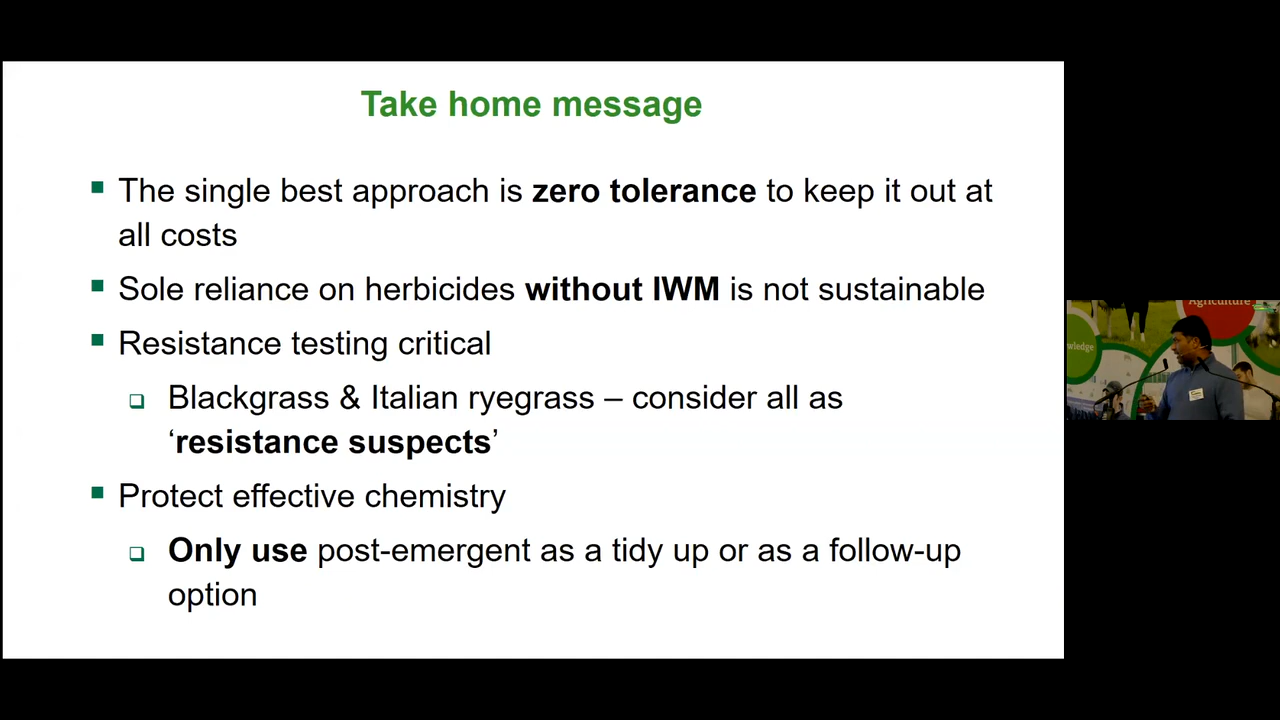 Take home message
The single best approach is zero tolerance to keep it out at
all costs
Sole reliance on herbicides without IWM is not sustainable
Resistance testing critical
Blackgrass & Italian ryegrass – consider all as
‘resistance suspects’
Protect effective chemistry
Only use post-emergent as a tidy up or as a follow-up
option
Agriculture
wledge